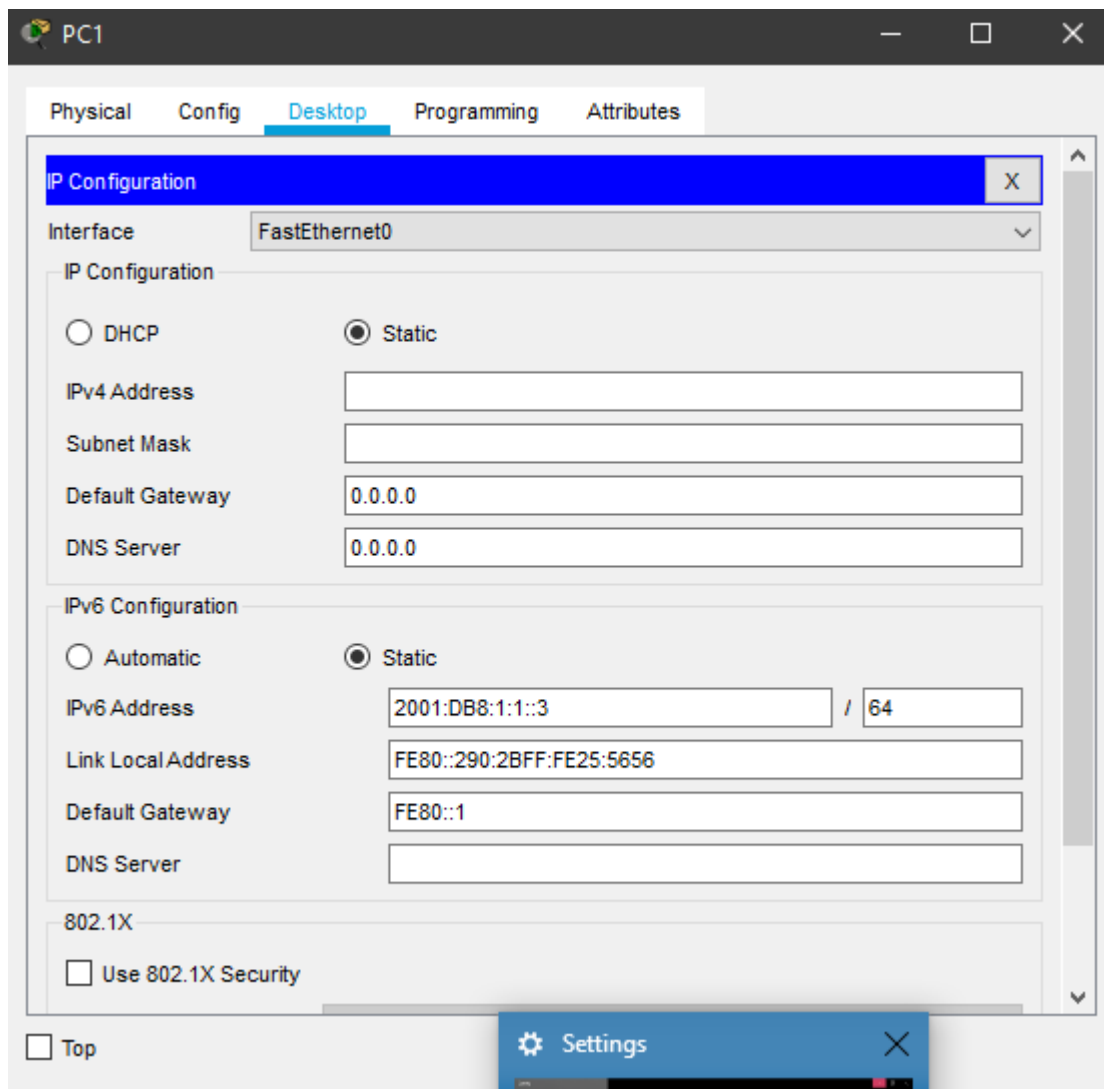 PC1
Physical Config Desktop Programming Attributes
IP Configuration X
Interface FastEthernet0
IP Configuration
DHCP Static
IPv4 Address
Subnet Mask
Default Gateway 0.0.0.0
DNS Server 0.0.0.0
IPv6 Configuration
Automatic Static
IPv6 Address 2001:DB8:1:1::3 / 64
Link Local Address FE80::290:2BFF:FE25:5656
Default Gateway FE80::1
DNS Server
802.1X
Use 802.1X Security
Top
Settings